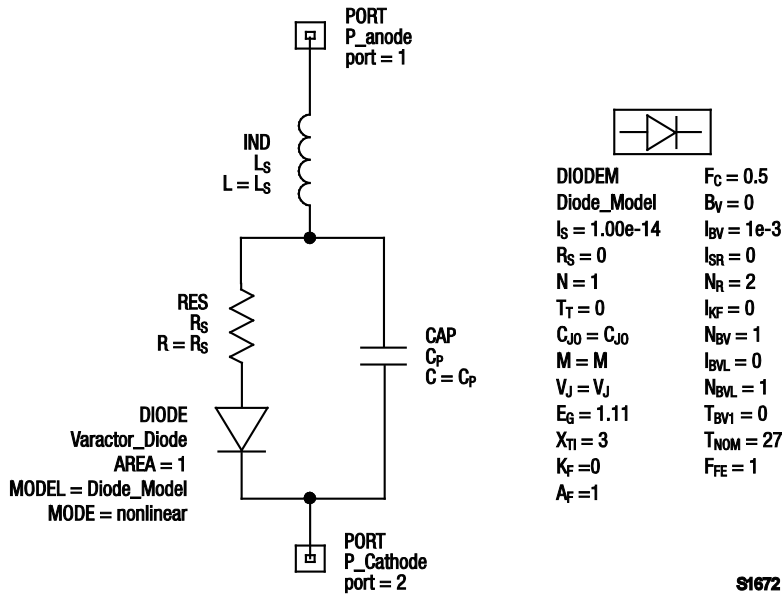 PORT
P_anode
port = 1
IND
LS
L = LS
RES
RS
R = RS
CAP
CP
C = CP
DIODE
Varactor_Diode
AREA = 1
MODEL = Diode_Model
MODE = nonlinear
PORT
P_Cathode
port = 2
DIODEM
Diode_Model
IS = 1.00e-14
RS = 0
N = 1
TT = 0
CJ0 = CJ0
M = M
VJ = VJ
EG = 1.11
XTI = 3
KF =0
AF =1
FC = 0.5
BV = 0
IBV = 1e-3
ISR = 0
NR = 2
IKF = 0
NBV = 1
IBVL = 0
NBVL = 1
TBV1 = 0
TNOM = 27
FFE = 1
S1672